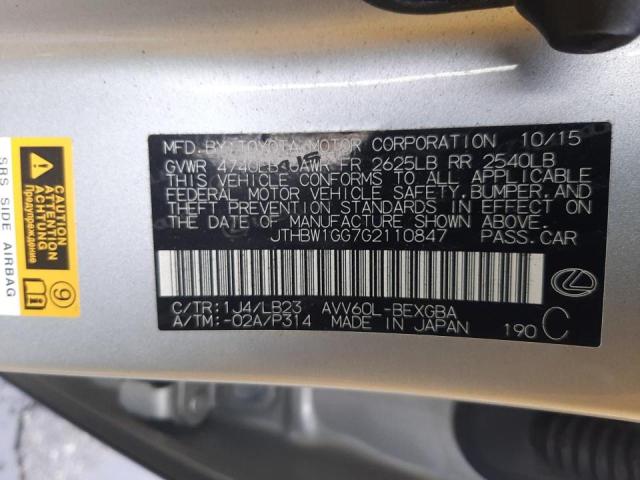 MFD. BY: TOYOTA MOTOR CORPORATION 10/15
GVWR 4740LB GAWR FR 2625LB RR 2540LB
THIS VEHICLE CONFORMS TO ALL APPLICABLE
FEDERAL MOTOR VEHICLE SAFETY, BUMPER, AND
THEFT PREVENTION STANDARDS IN EFFECT ON
THE DATE OF MANUFACTURE SHOWN ABOVE.
JTHBW1GG7G2110847 PASS. CAR
C/TR: 1J4/LB23 AVV60L-BEXGBA
A/TM: -02A/P314 MADE IN JAPAN 190 C
SRS SIDE AIRBAG
Предупреждение
ACHTUNG
ATTENTION
9